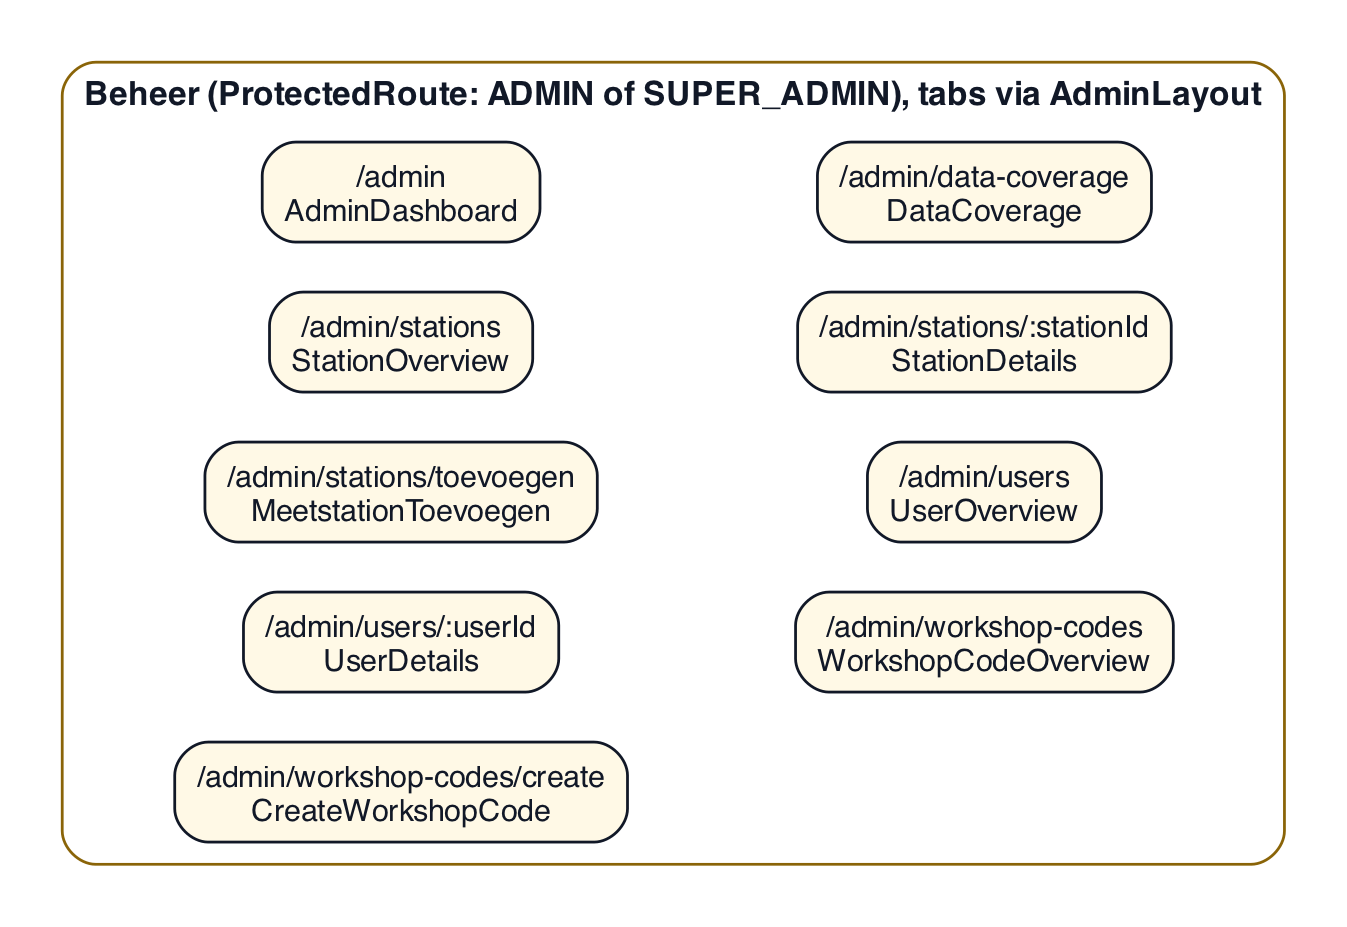 Beheer (ProtectedRoute: ADMIN of SUPER_ADMIN), tabs via AdminLayout
/admin
AdminDashboard
/admin/data-coverage
DataCoverage
/admin/stations
StationOverview
/admin/stations/:stationId
StationDetails
/admin/stations/toevoegen
MeetstationToevoegen
/admin/users
UserOverview
/admin/users/:userId
UserDetails
/admin/workshop-codes
WorkshopCodeOverview
/admin/workshop-codes/create
CreateWorkshopCode